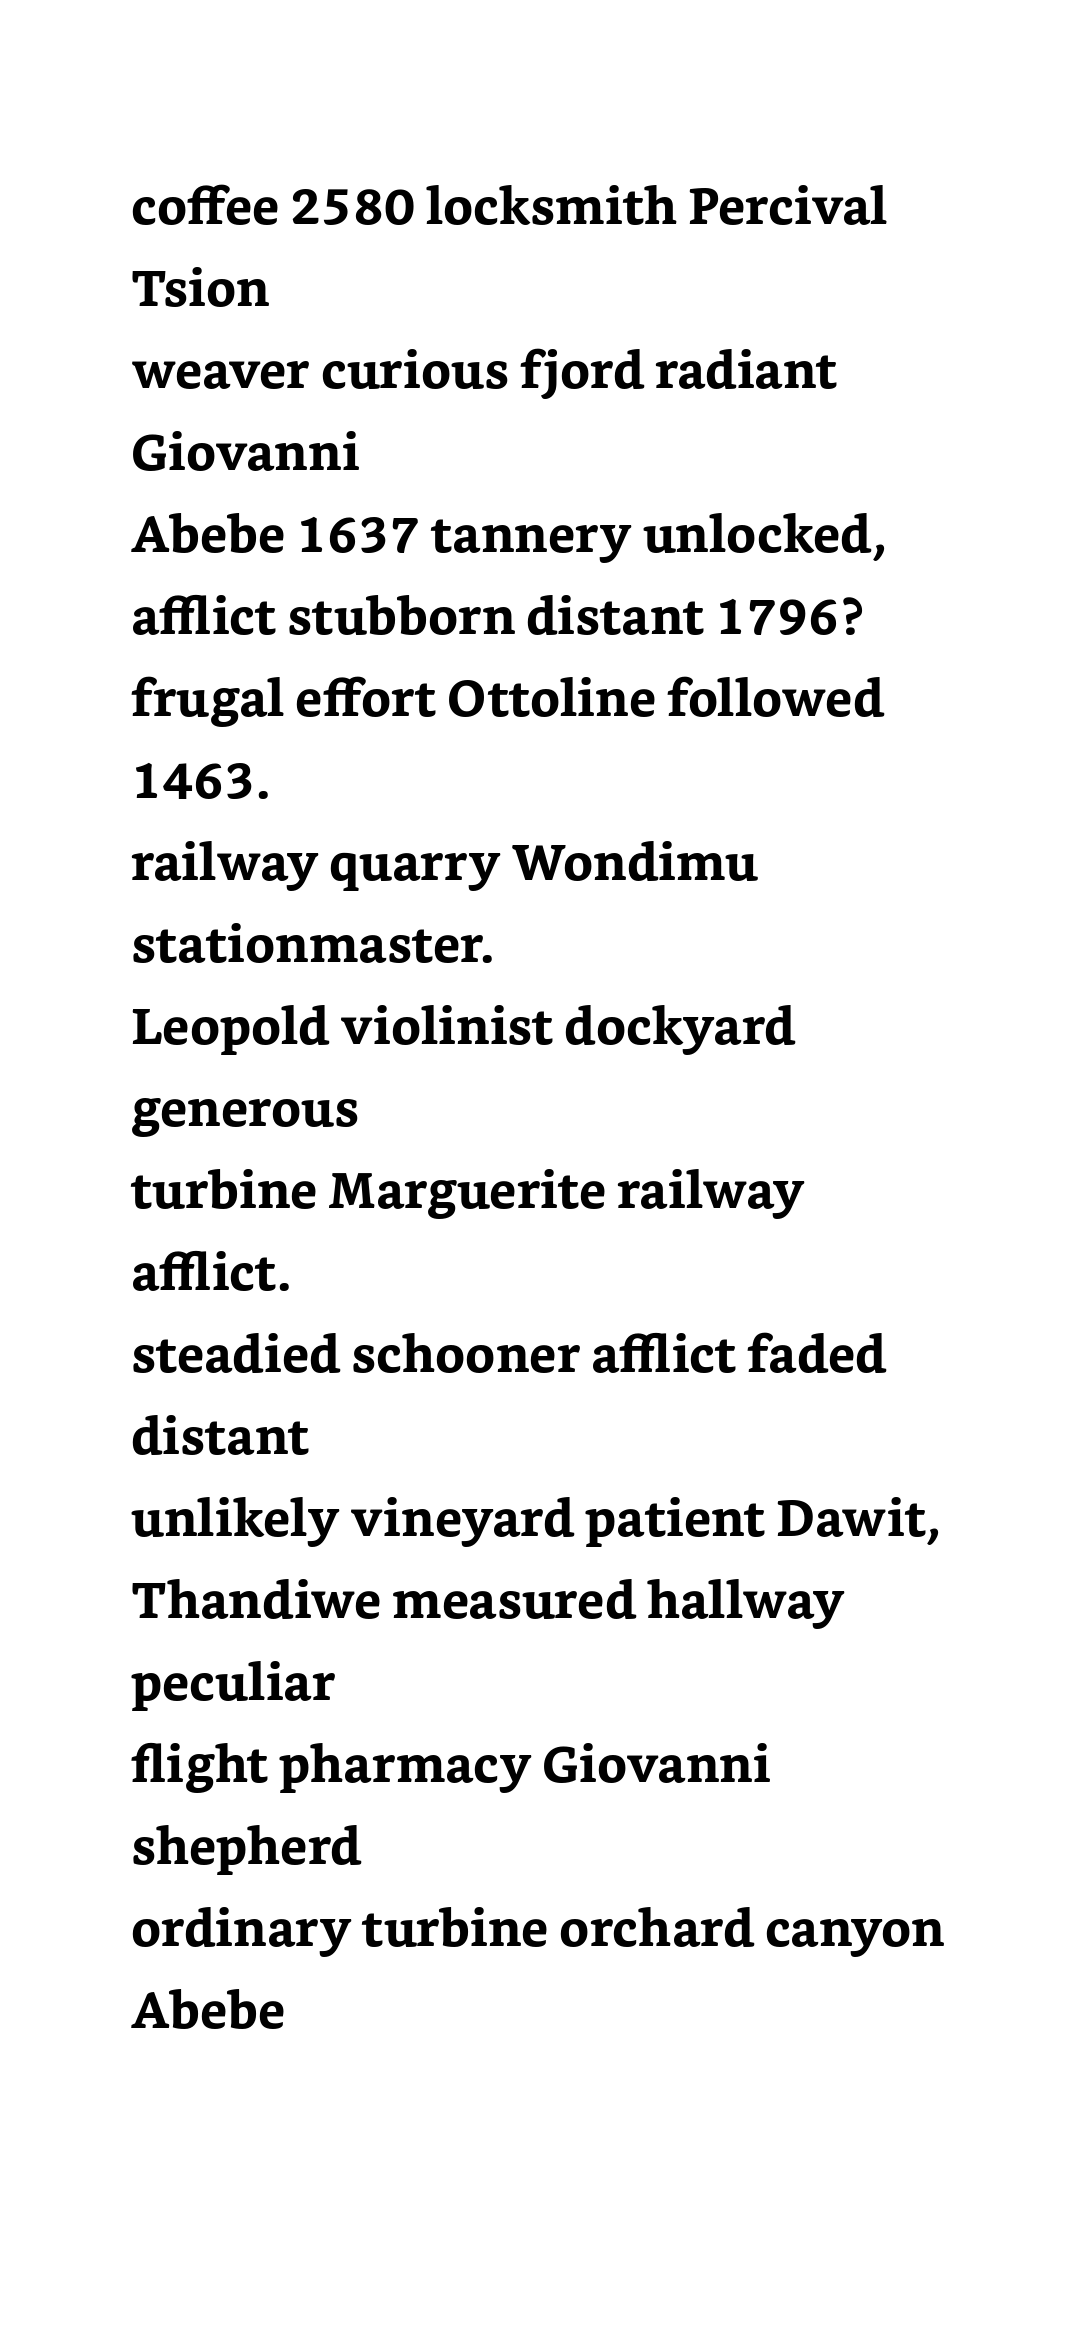 coffee 2580 locksmith Percival
Tsion
weaver curious fjord radiant
Giovanni
Abebe 1637 tannery unlocked,
afflict stubborn distant 1796?
frugal effort Ottoline followed
1463.
railway quarry Wondimu
stationmaster.
Leopold violinist dockyard
generous
turbine Marguerite railway
afflict.
steadied schooner afflict faded
distant
unlikely vineyard patient Dawit,
Thandiwe measured hallway
peculiar
flight pharmacy Giovanni
shepherd
ordinary turbine orchard canyon
Abebe